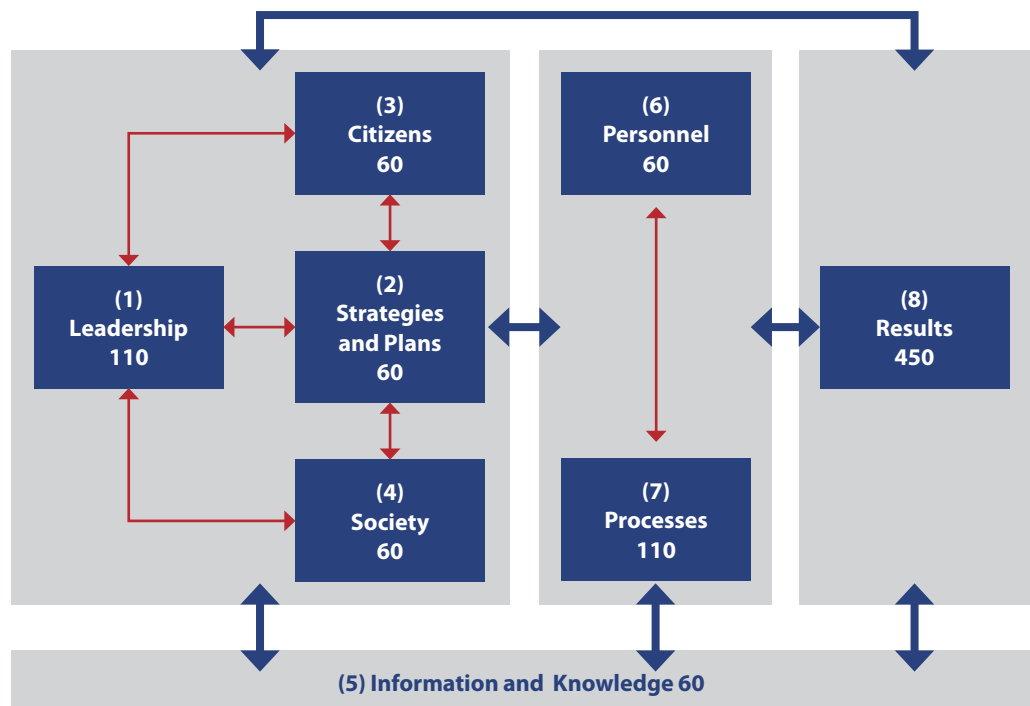 (3)
Citizens
60
(6)
Personnel
60
(1)
Leadership
110
(2)
Strategies
and Plans
60
(8)
Results
450
(4)
Society
60
(7)
Processes
110
(5) Information and Knowledge 60